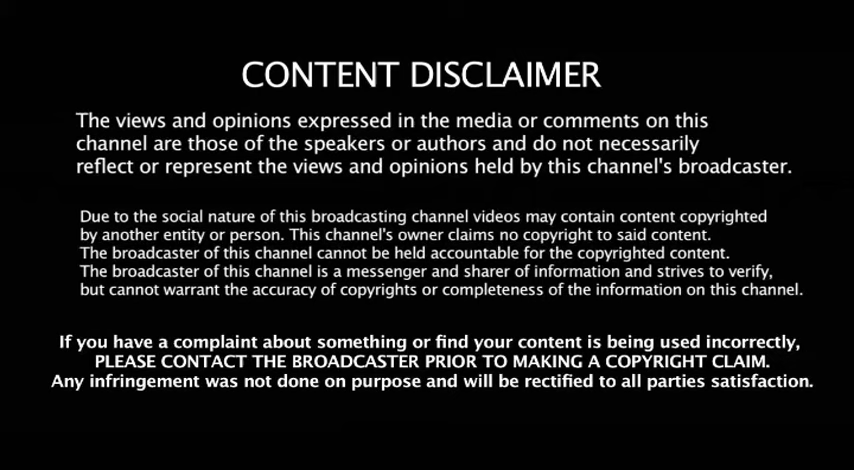 CONTENT DISCLAIMER
The views and opinions expressed in the media or comments on this
channel are those of the speakers or authors and do not necessarily
reflect or represent the views and opinions held by this channel's broadcaster.
Due to the social nature of this broadcasting channel videos may contain content copyrighted
by another entity or person. This channel's owner claims no copyright to said content.
The broadcaster of this channel cannot be held accountable for the copyrighted content.
The broadcaster of this channel is a messenger and sharer of information and strives to verify,
but cannot warrant the accuracy of copyrights or completeness of the information on this channel.
If you have a complaint about something or find your content is being used incorrectly,
PLEASE CONTACT THE BROADCASTER PRIOR TO MAKING A COPYRIGHT CLAIM.
Any infringement was not done on purpose and will be rectified to all parties satisfaction.